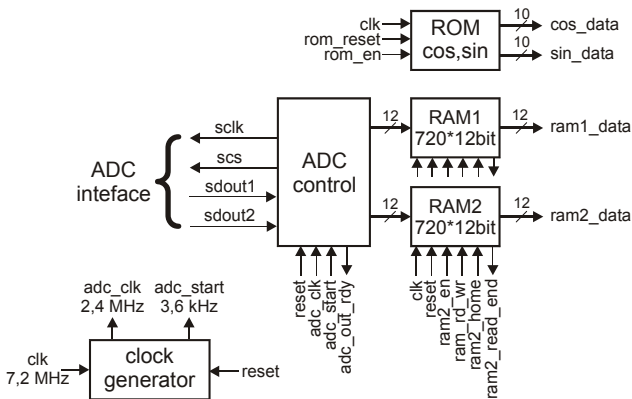 clk
rom_reset
rom_en
ROM
cos,sin
10
cos_data
10
sin_data
ADC
inteface
sclk
scs
sdout1
sdout2
ADC
control
12
RAM1
720*12bit
12
ram1_data
12
RAM2
720*12bit
12
ram2_data
reset
adc_clk
adc_start
adc_out_rdy
clk
reset
ram2_en
ram_rd_wr
ram2_home
ram2_read_end
adc_clk
2,4 MHz
adc_start
3,6 kHz
clk
7,2 MHz
clock
generator
reset